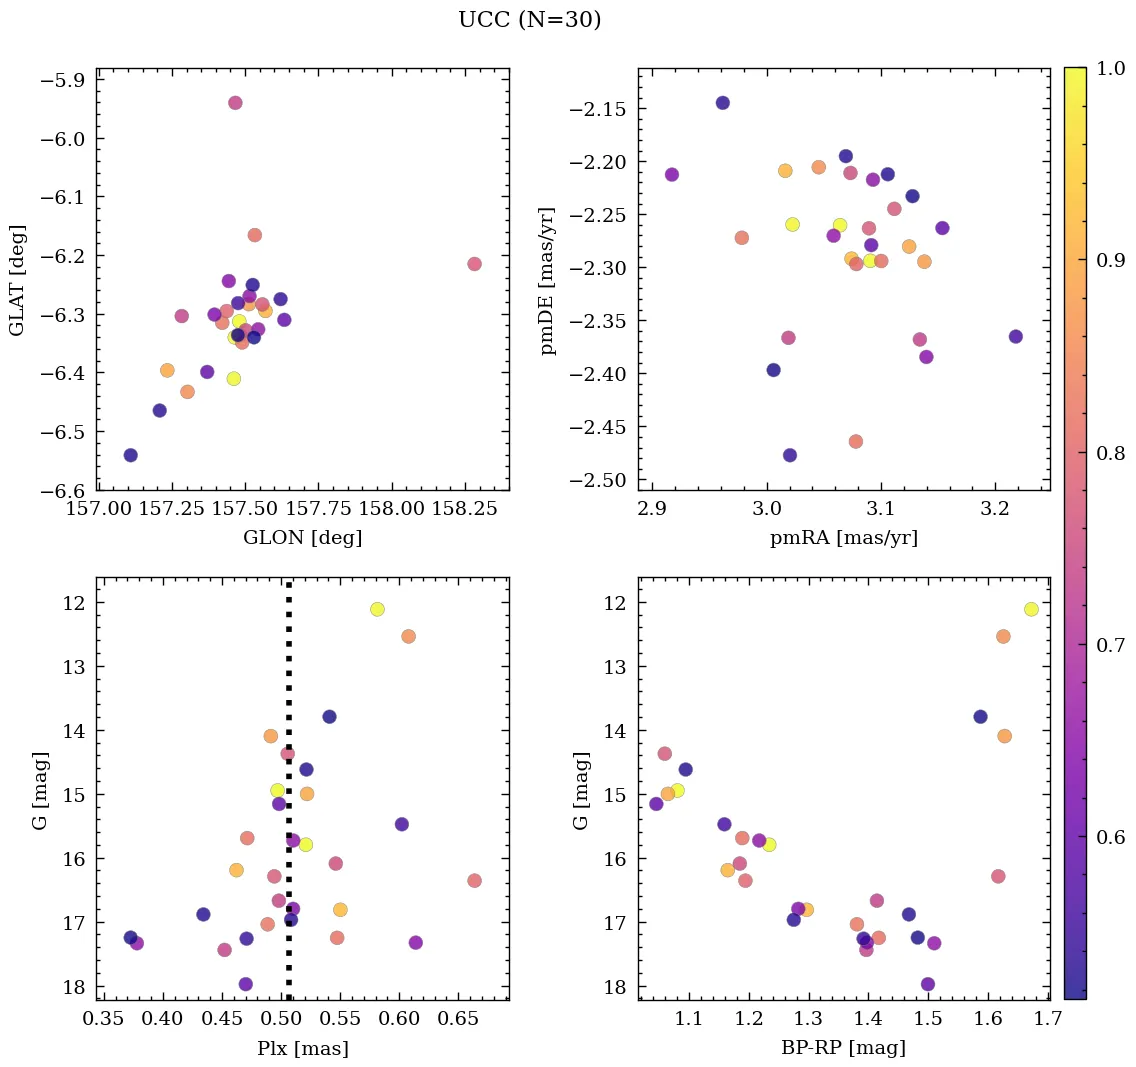 UCC (N=30)
−5.9
−6.0
−6.1
−6.2
−6.3
−6.4
−6.5
−6.6
GLAT [deg]
157.00 157.25 157.50 157.75 158.00 158.25
GLON [deg]
−2.15
−2.20
−2.25
−2.30
−2.35
−2.40
−2.45
−2.50
pmDE [mas/yr]
2.9 3.0 3.1 3.2
pmRA [mas/yr]
12
13
14
15
16
17
18
G [mag]
0.35 0.40 0.45 0.50 0.55 0.60 0.65
Plx [mas]
12
13
14
15
16
17
18
G [mag]
1.1 1.2 1.3 1.4 1.5 1.6 1.7
BP-RP [mag]
1.0
0.9
0.8
0.7
0.6